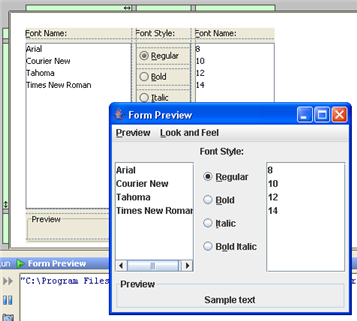 Font Name: Font Style: Font Name:
Arial
Courier New
Tahoma
Times New Roman
Regular
Bold
Italic
8
10
12
14
Preview
Form Preview
Preview Look and Feel
Font Style:
Arial
Courier New
Tahoma
Times New Roman
Regular
Bold
Italic
Bold Italic
8
10
12
14
Preview
Sample text
un Form Preview
"C:\Program Files